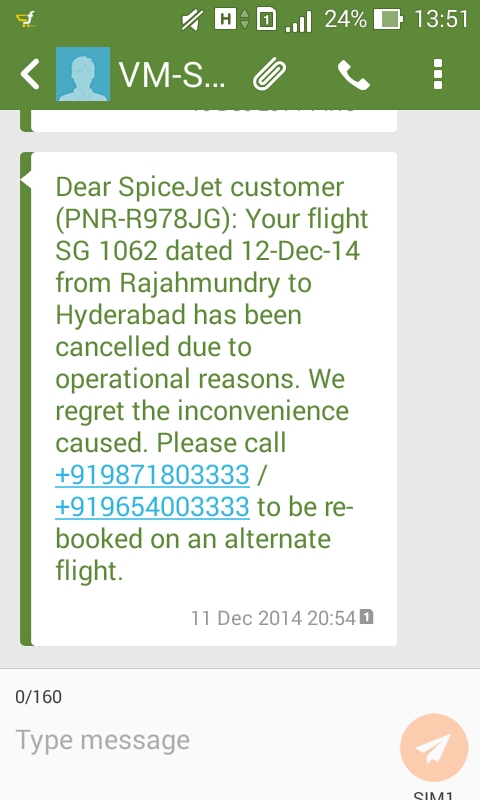 H 1 24% 13:51
VM-S...
Dear SpiceJet customer
(PNR-R978JG): Your flight
SG 1062 dated 12-Dec-14
from Rajahmundry to
Hyderabad has been
cancelled due to
operational reasons. We
regret the inconvenience
caused. Please call
+919871803333 /
+919654003333 to be re-
booked on an alternate
flight.
11 Dec 2014 20:54 1
0/160
Type message
SIM1